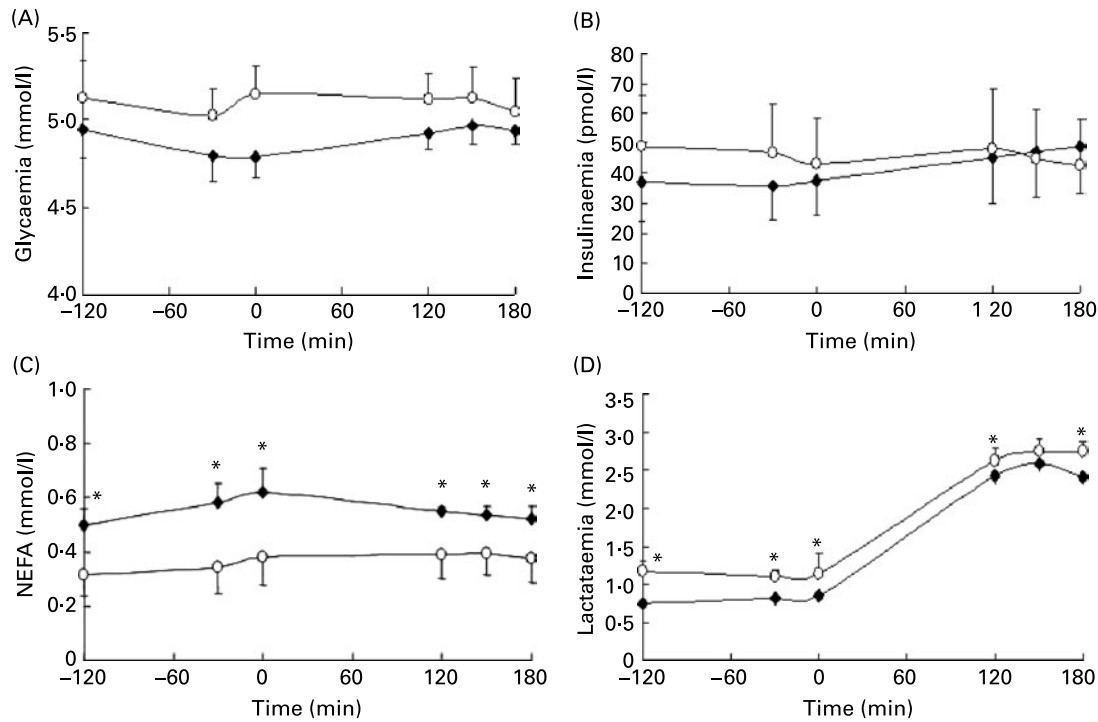 (A)
Glycaemia (mmol/l)
5·5
5·0
4·5
4·0
–120 –60 0 60 120 180
Time (min)
(B)
Insulinaemia (pmol/l)
80
70
60
50
40
30
20
10
0
–120 –60 0 60 1 20 180
Time (min)
(C)
NEFA (mmol/l)
1·0
0·8
0·6
0·4
0·2
0
* * * * * *
–120 –60 0 60 120 180
Time (min)
(D)
Lactataemia (mmol/l)
3·5
3·0
2·5
2·0
1·5
1·0
0·5
0
* * * * *
–120 –60 0 60 120 180
Time (min)